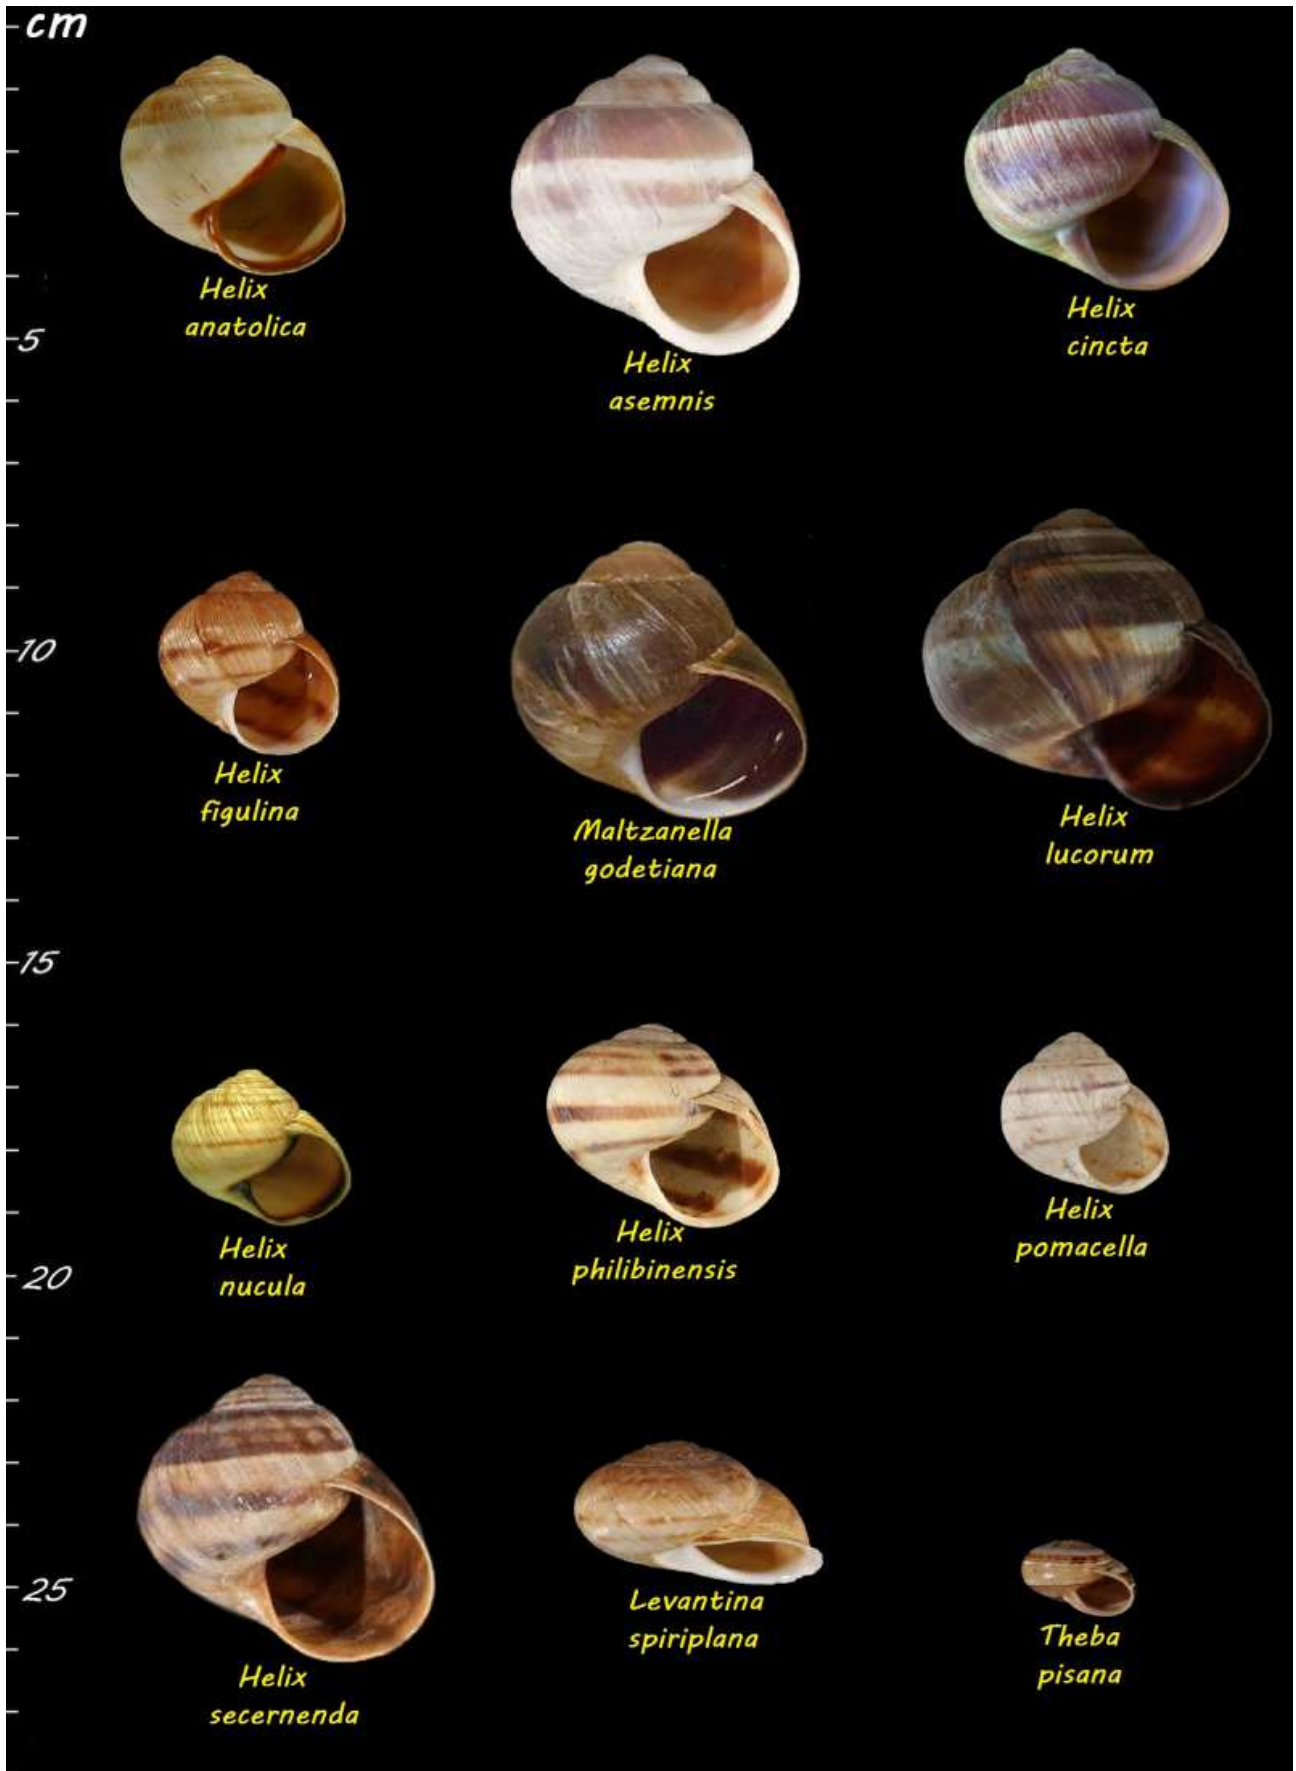 cm
Helix
anatolica
Helix
asemnis
Helix
cincta
5
Helix
figulina
Maltzanella
godetiana
Helix
lucorum
10
15
Helix
nucula
Helix
philibinensis
Helix
pomacella
20
Helix
secernenda
Levantina
spiriplana
Theba
pisana
25